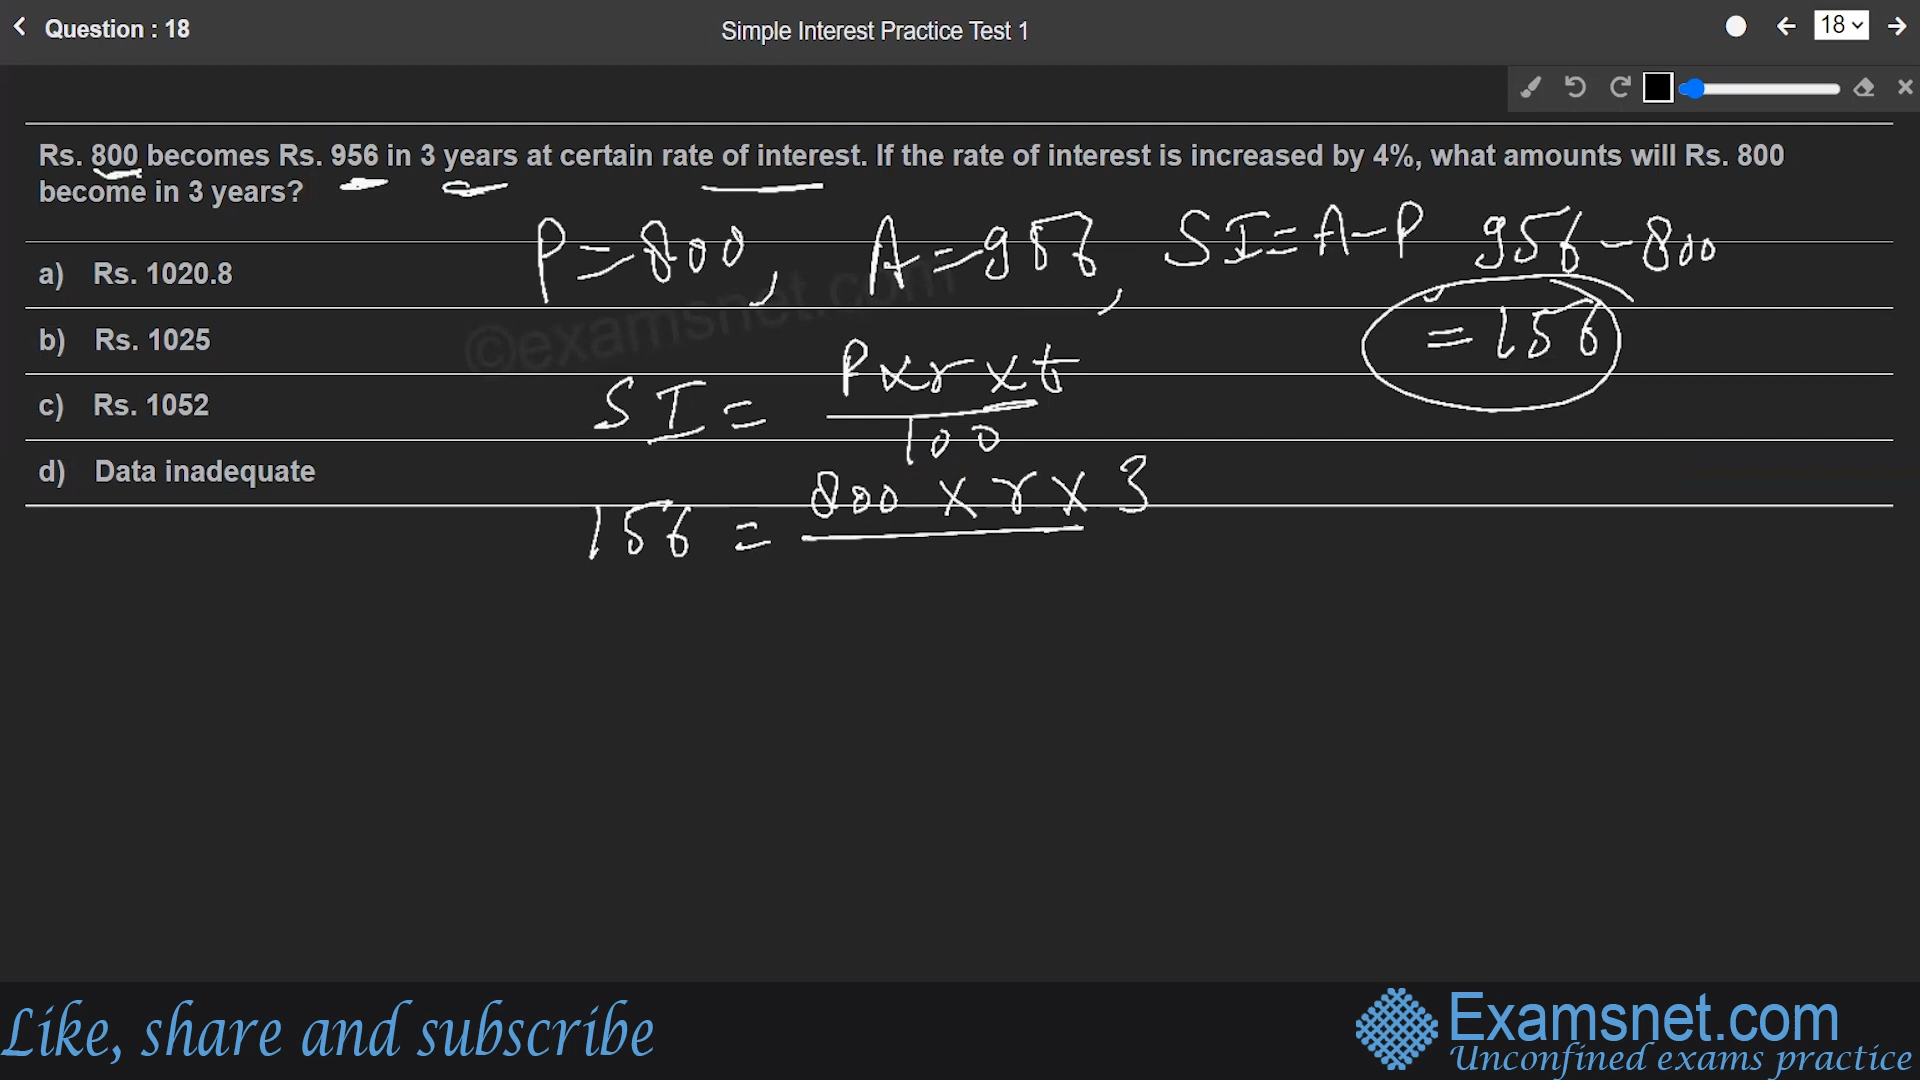 Question : 18
Simple Interest Practice Test 1
18
Rs. 800 becomes Rs. 956 in 3 years at certain rate of interest. If the rate of interest is increased by 4%, what amounts will Rs. 800
become in 3 years?
P = 800, A = 956, SI = A - P 956 - 800
= 156
a) Rs. 1020.8
b) Rs. 1025
c) Rs. 1052
d) Data inadequate
©examsnet.com
SI = P x r x t
100
156 = 800 x r x 3
Like, share and subscribe
Examsnet.com
Unconfined exams practice